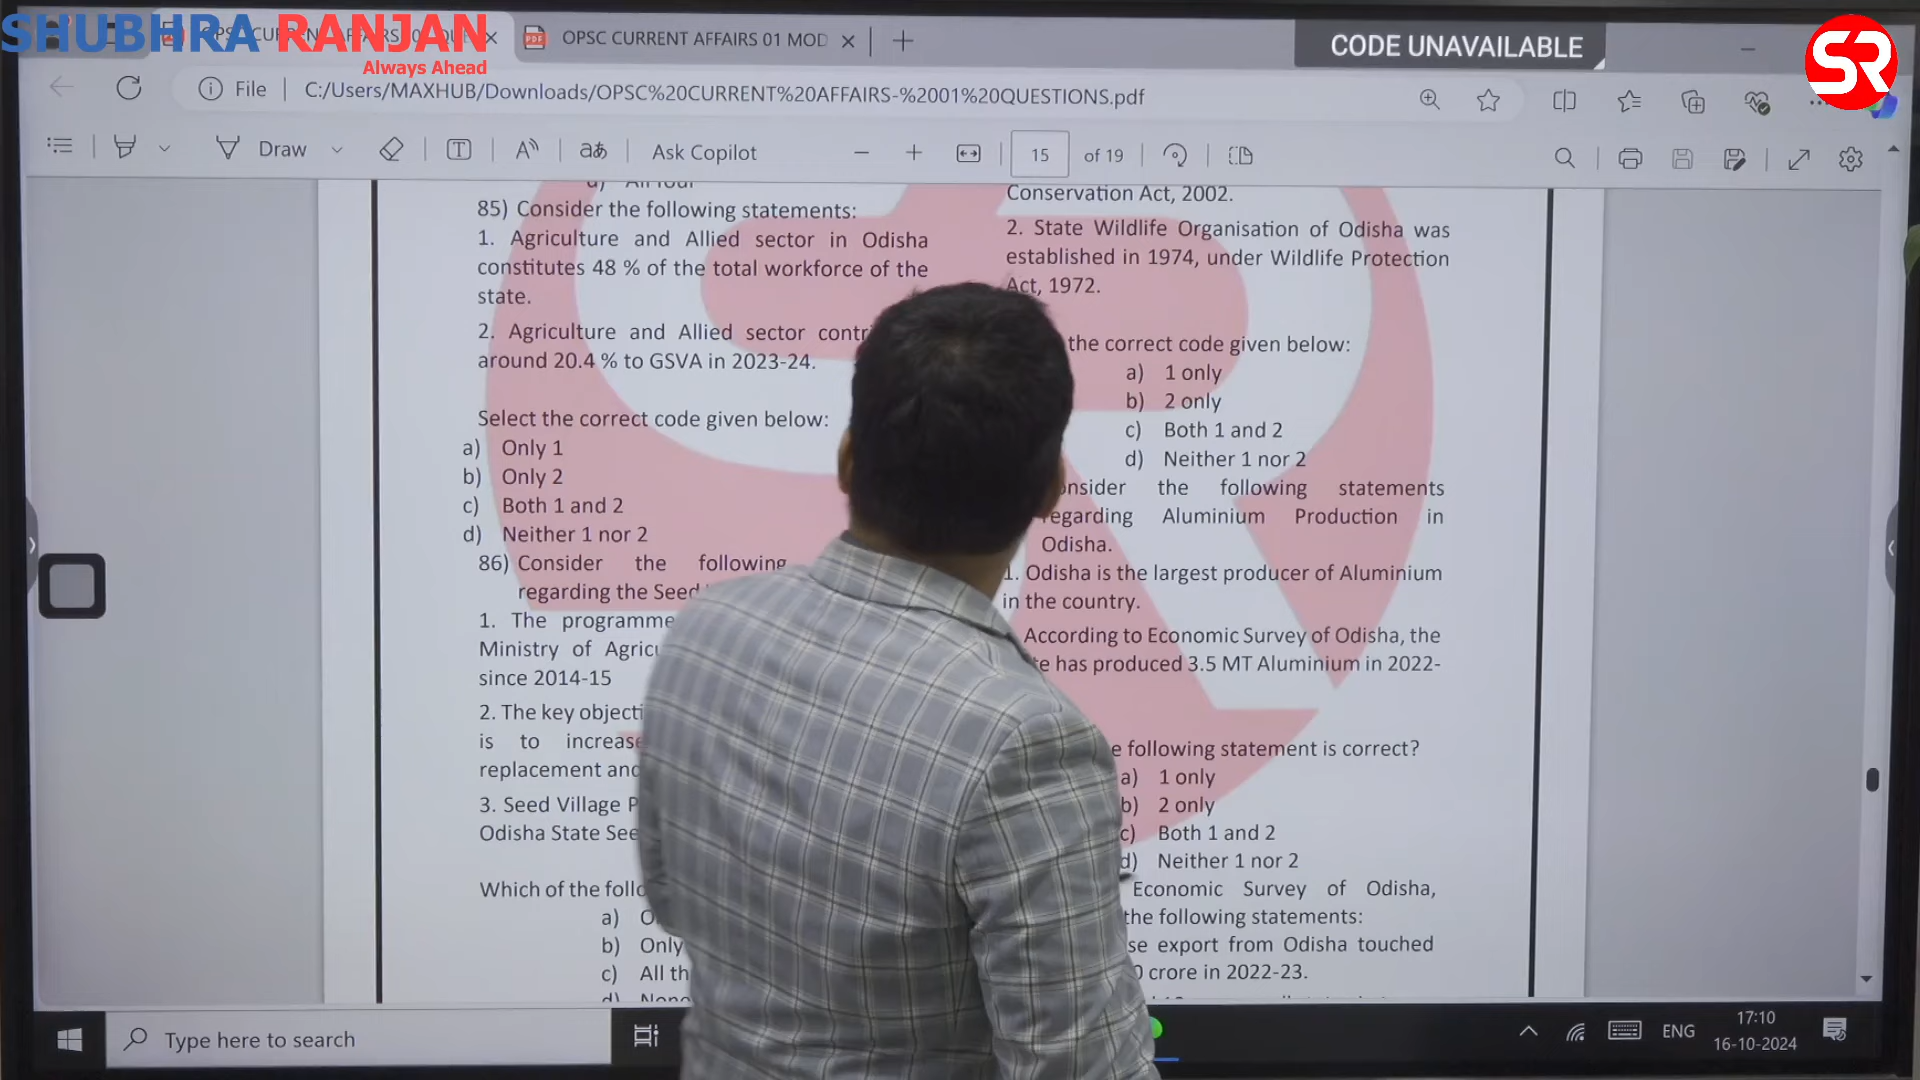 SHUBHRA RANJAN
Always Ahead
OPSC CURRENT AFFAIRS 01 MOD
CODE UNAVAILABLE
SR
File
C:/Users/MAXHUB/Downloads/OPSC%20CURRENT%20AFFAIRS-%2001%20QUESTIONS.pdf
Draw
Ask Copilot
15
of 19
85) Consider the following statements:
1. Agriculture and Allied sector in Odisha
constitutes 48 % of the total workforce of the
state.
2. Agriculture and Allied sector
around 20.4 % to GSVA in 2023-24.
Select the correct code given below:
a) Only 1
b) Only 2
c) Both 1 and 2
d) Neither 1 nor 2
86) Consider the following
regarding the Seed
1. The programme
Ministry of
since 2014-15
2. The key
is to increase
replacement and
3. Seed Village
Odisha State
Which of the
a)
b) Only
c) All
Conservation Act, 2002.
2. State Wildlife Organisation of Odisha was
established in 1974, under Wildlife Protection
Act, 1972.
the correct code given below:
a) 1 only
b) 2 only
c) Both 1 and 2
d) Neither 1 nor 2
the following statements
regarding Aluminium Production in
Odisha.
1. Odisha is the largest producer of Aluminium
in the country.
According to Economic Survey of Odisha, the
has produced 3.5 MT Aluminium in 2022-
following statement is correct?
a) 1 only
b) 2 only
c) Both 1 and 2
d) Neither 1 nor 2
Economic Survey of Odisha,
the following statements:
export from Odisha touched
crore in 2022-23.
Type here to search
ENG
17:10
16-10-2024